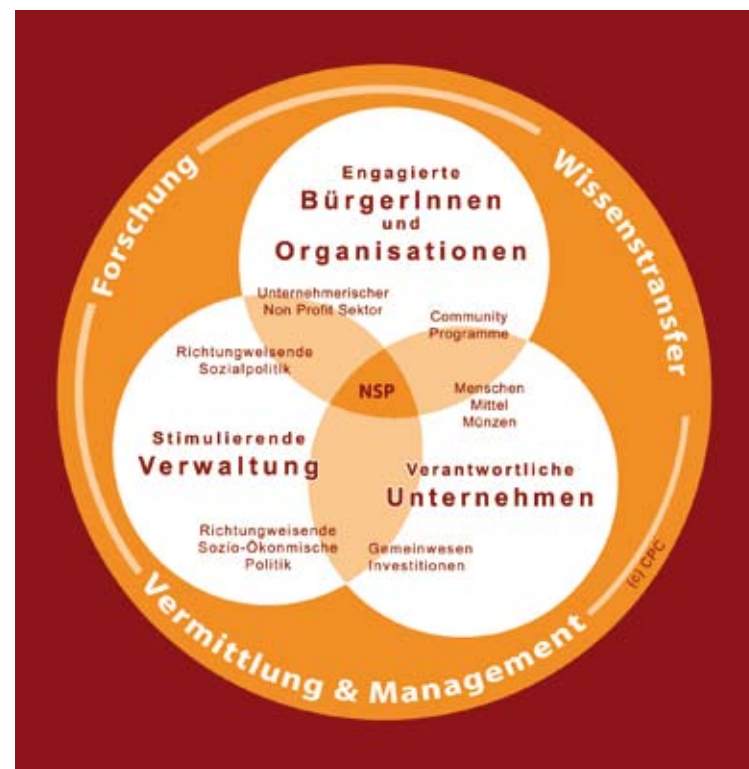 Forschung
Wissenstransfer
Engagierte
BürgerInnen
und
Organisationen
Unternehmerischer
Non Profit Sektor
Community
Programme
Richtungweisende
Sozialpolitik
NSP
Menschen
Mittel
Münzen
Stimulierende
Verwaltung
Verantwortliche
Unternehmen
Richtungweisende
Sozio-Ökonmische
Politik
Gemeinwesen
Investitionen
(c) CPC
Vermittlung & Management